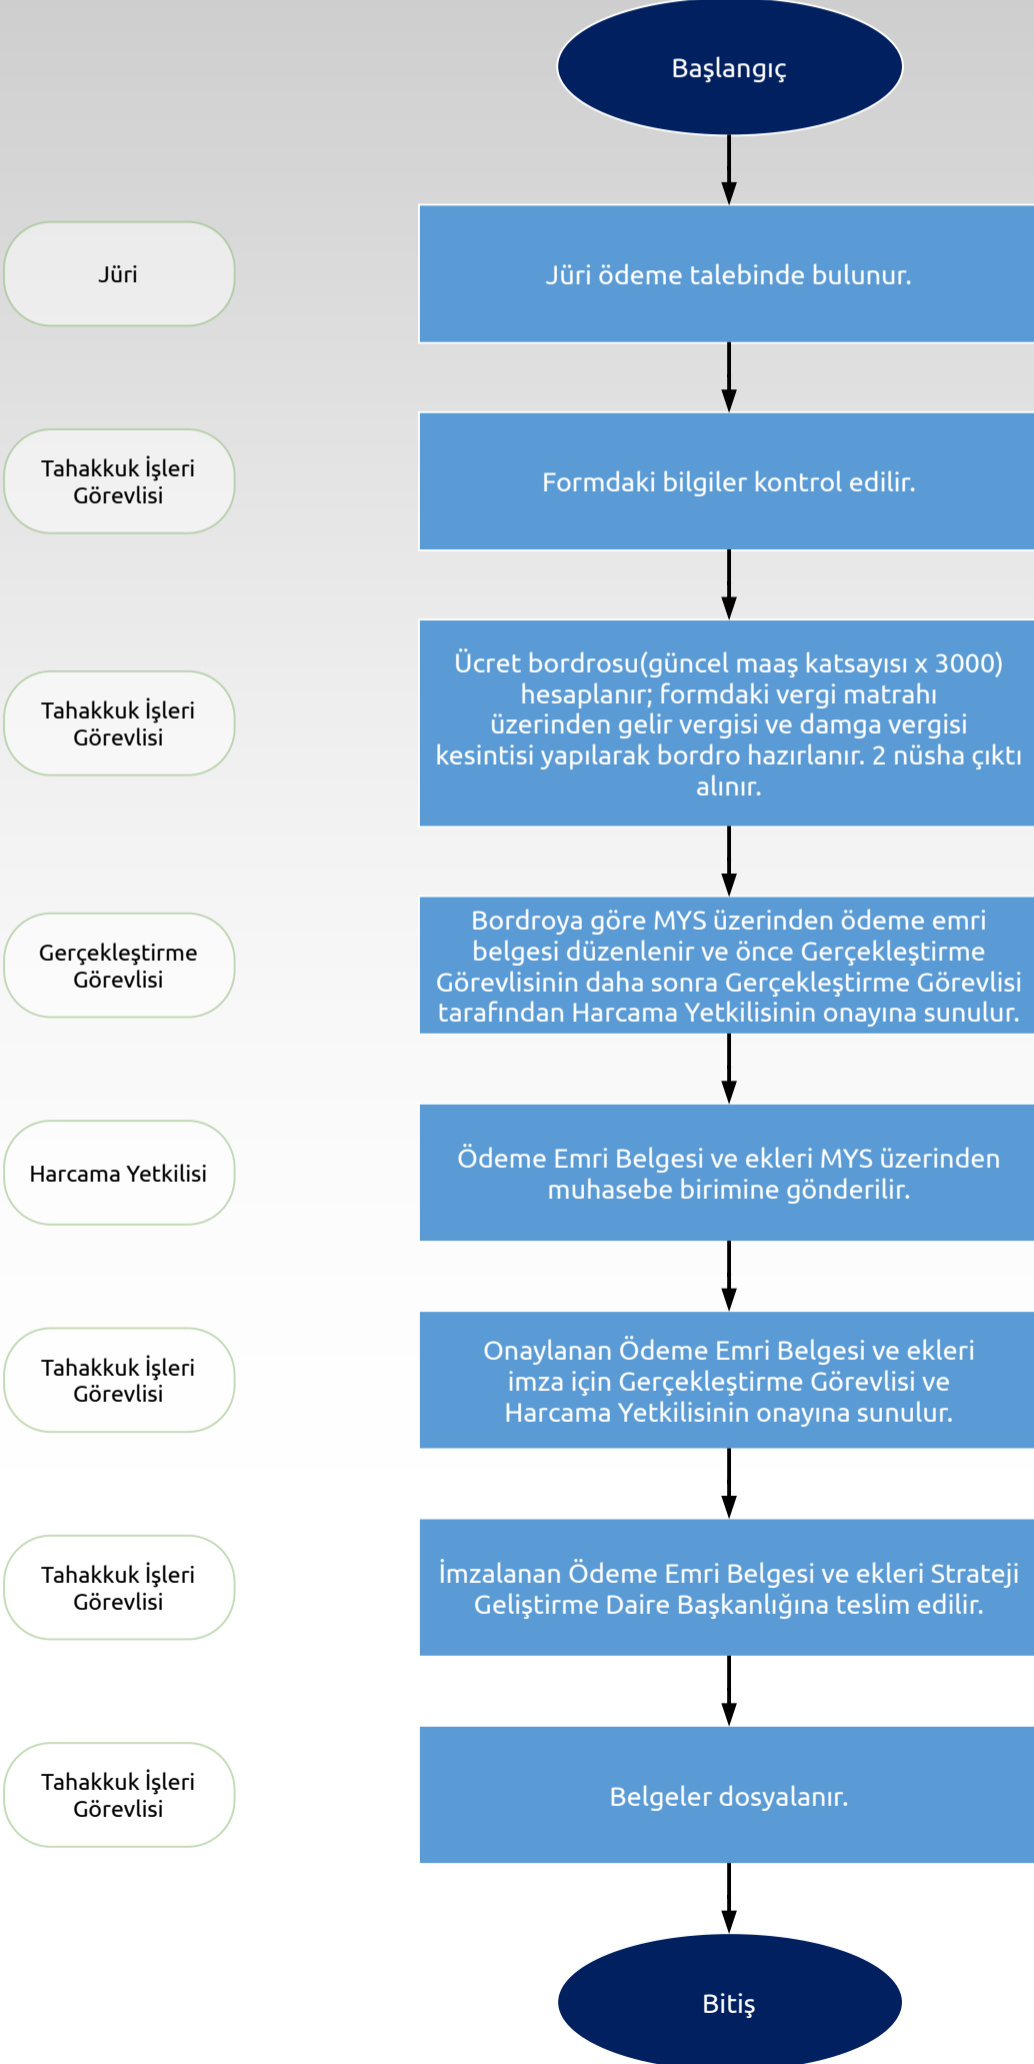 Başlangıç
Jüri
Jüri ödeme talebinde bulunur.
Tahakkuk İşleri
Görevlisi
Formdaki bilgiler kontrol edilir.
Tahakkuk İşleri
Görevlisi
Ücret bordrosu(güncel maaş katsayısı x 3000)
hesaplanır; formdaki vergi matrahı
üzerinden gelir vergisi ve damga vergisi
kesintisi yapılarak bordro hazırlanır. 2 nüsha çıktı
alınır.
Gerçekleştirme
Görevlisi
Bordroya göre MYS üzerinden ödeme emri
belgesi düzenlenir ve önce Gerçekleştirme
Görevlisinin daha sonra Gerçekleştirme Görevlisi
tarafından Harcama Yetkilisinin onayına sunulur.
Harcama Yetkilisi
Ödeme Emri Belgesi ve ekleri MYS üzerinden
muhasebe birimine gönderilir.
Tahakkuk İşleri
Görevlisi
Onaylanan Ödeme Emri Belgesi ve ekleri
imza için Gerçekleştirme Görevlisi ve
Harcama Yetkilisinin onayına sunulur.
Tahakkuk İşleri
Görevlisi
İmzalanan Ödeme Emri Belgesi ve ekleri Strateji
Geliştirme Daire Başkanlığına teslim edilir.
Tahakkuk İşleri
Görevlisi
Belgeler dosyalanır.
Bitiş